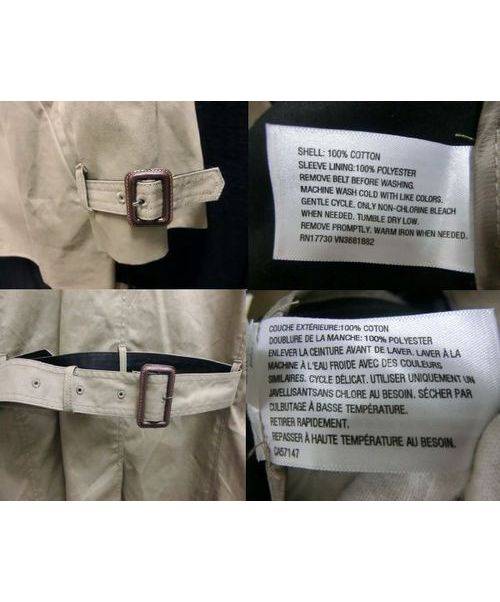 SHELL: 100% COTTON
SLEEVE LINING:100% POLYESTER
REMOVE BELT BEFORE WASHING.
MACHINE WASH COLD WITH LIKE COLORS.
GENTLE CYCLE. ONLY NON-CHLORINE BLEACH
WHEN NEEDED. TUMBLE DRY LOW.
REMOVE PROMPTLY. WARM IRON WHEN NEEDED.
RN17730 VN3681882
COUCHE EXTÉRIEURE:100% COTON
DOUBLURE DE LA MANCHE: 100% POLYESTER
ENLEVER LA CEINTURE AVANT DE LAVER. LAVER À LA
MACHINE À L'EAU FROIDE AVEC DES COULEURS
SIMILAIRES. CYCLE DÉLICAT. UTILISER UNIQUEMENT UN
JAVELLISANTSANS CHLORE AU BESOIN. SÉCHER PAR
CULBUTAGE À BASSE TEMPÉRATURE.
RETIRER RAPIDEMENT.
REPASSER À HAUTE TEMPÉRATURE AU BESOIN.
CA57147